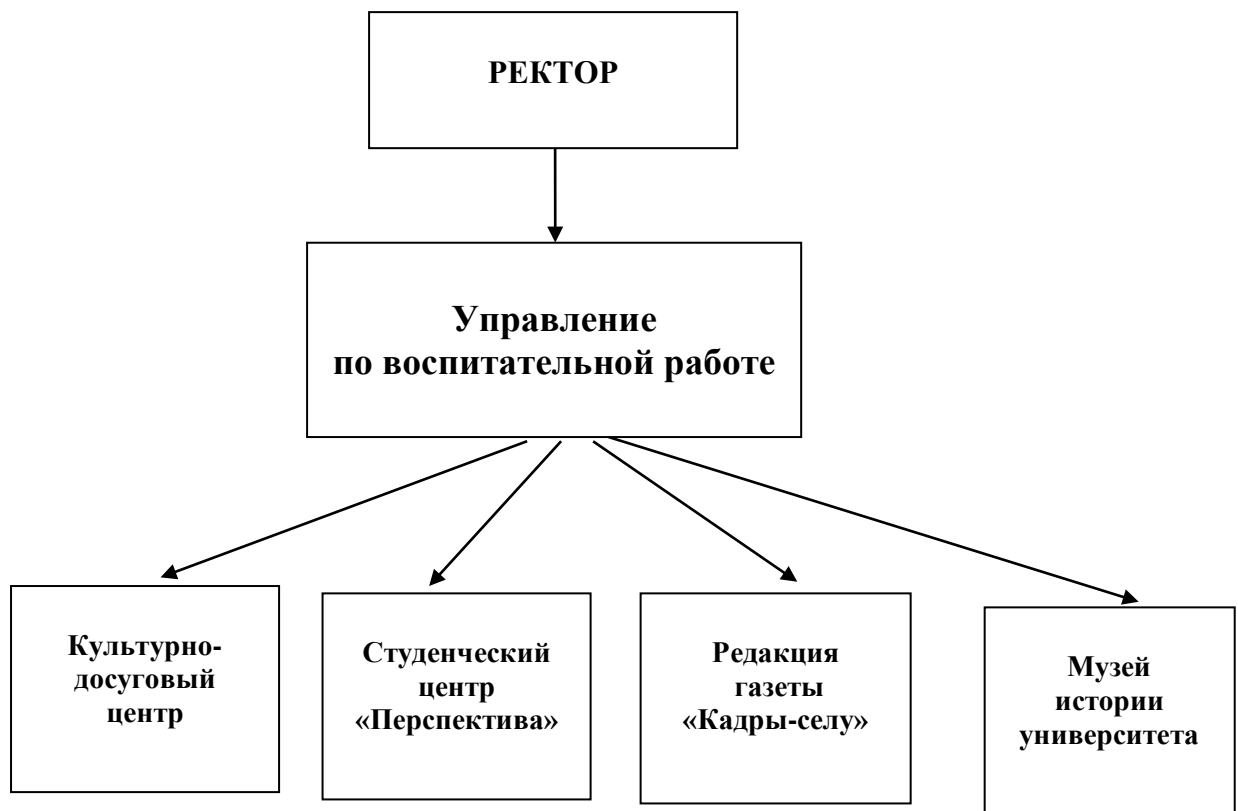 РЕКТОР
Управление
по воспитательной работе
Культурно-
досуговый
центр
Студенческий
центр
«Перспектива»
Редакция
газеты
«Кадры-селу»
Музей
истории
университета